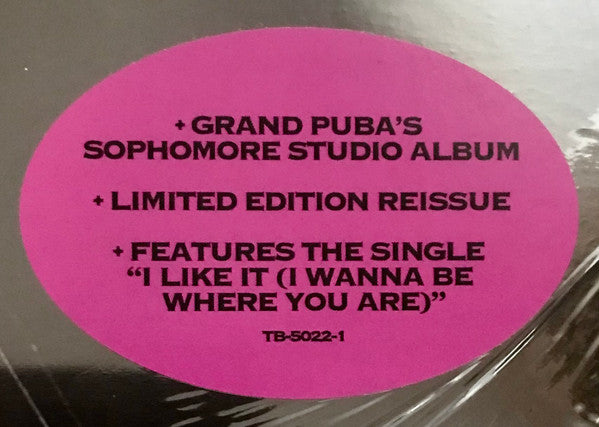 + GRAND PUBA'S
SOPHOMORE STUDIO ALBUM
+ LIMITED EDITION REISSUE
+ FEATURES THE SINGLE
“I LIKE IT (I WANNA BE
WHERE YOU ARE)”
TB-5022-1